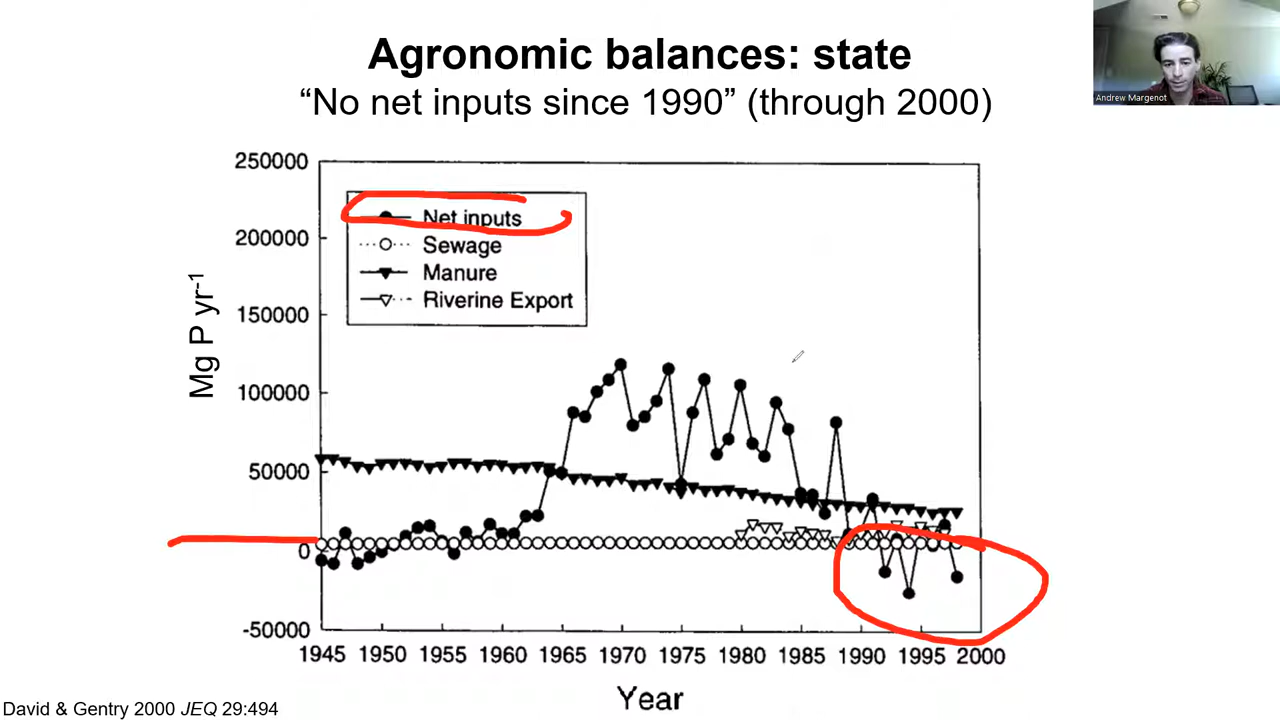 Agronomic balances: state
“No net inputs since 1990” (through 2000)
Andrew Margenot
250000
200000
150000
100000
50000
0
-50000
Mg P yr-1
Net inputs
Sewage
Manure
Riverine Export
1945 1950 1955 1960 1965 1970 1975 1980 1985 1990 1995 2000
Year
David & Gentry 2000 JEQ 29:494